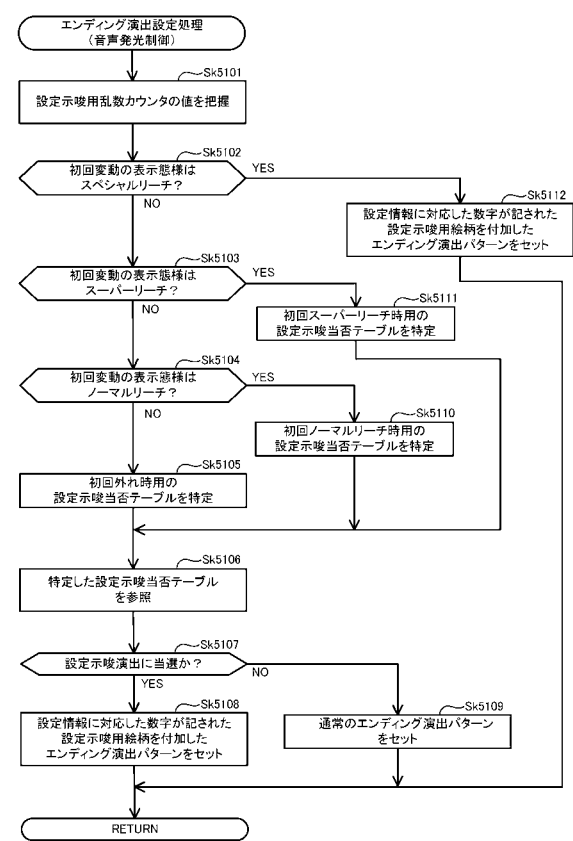 エンディング演出設定処理
(音声発光制御)
Sk5101
設定示唆用乱数カウンタの値を把握
Sk5102
初回変動の表示態様は
スペシャルリーチ?
YES
NO
Sk5112
設定情報に対応した数字が記された
設定示唆用絵柄を付加した
エンディング演出パターンをセット
Sk5103
初回変動の表示態様は
スーパーリーチ?
YES
NO
Sk5111
初回スーパーリーチ時用の
設定示唆当否テーブルを特定
Sk5104
初回変動の表示態様は
ノーマルリーチ?
YES
NO
Sk5110
初回ノーマルリーチ時用の
設定示唆当否テーブルを特定
Sk5105
初回外れ時用の
設定示唆当否テーブルを特定
Sk5106
特定した設定示唆当否テーブル
を参照
Sk5107
設定示唆演出に当選か?
NO
YES
Sk5108
設定情報に対応した数字が記された
設定示唆用絵柄を付加した
エンディング演出パターンをセット
Sk5109
通常のエンディング演出パターン
をセット
RETURN